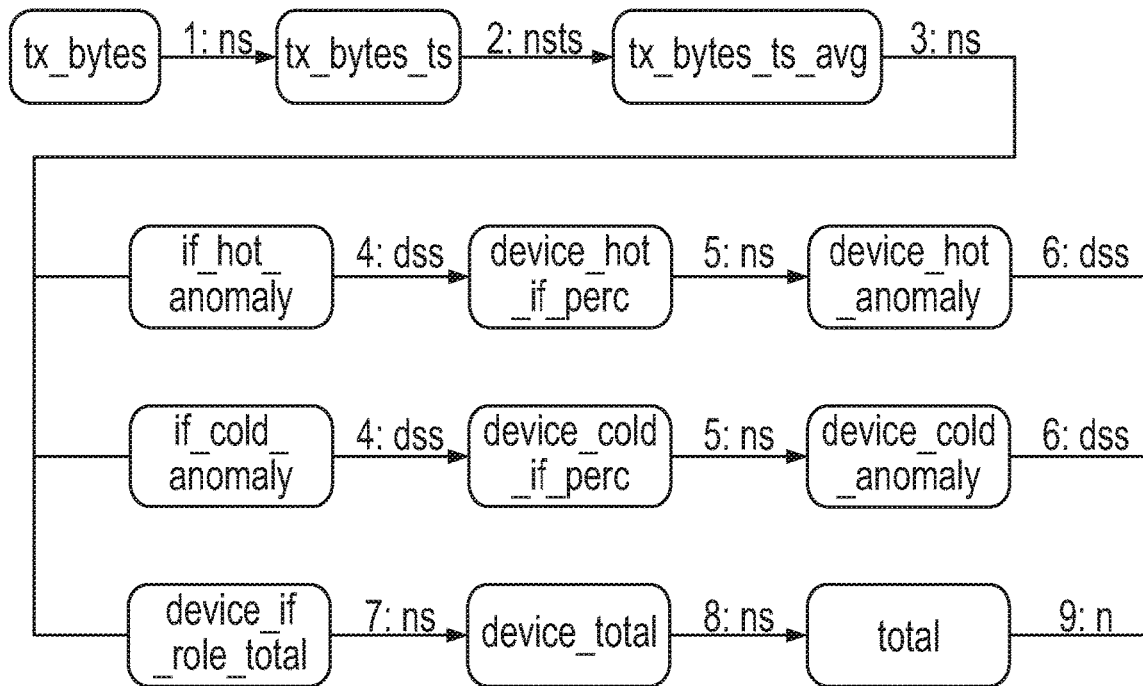 tx_bytes 1: ns tx_bytes_ts 2: nsts tx_bytes_ts_avg 3: ns
if_hot_
anomaly
4: dss
device_hot
_if_perc
5: ns
device_hot
_anomaly
6: dss
if_cold_
anomaly
4: dss
device_cold
_if_perc
5: ns
device_cold
_anomaly
6: dss
device_if
_role_total
7: ns
device_total
8: ns
total
9: n